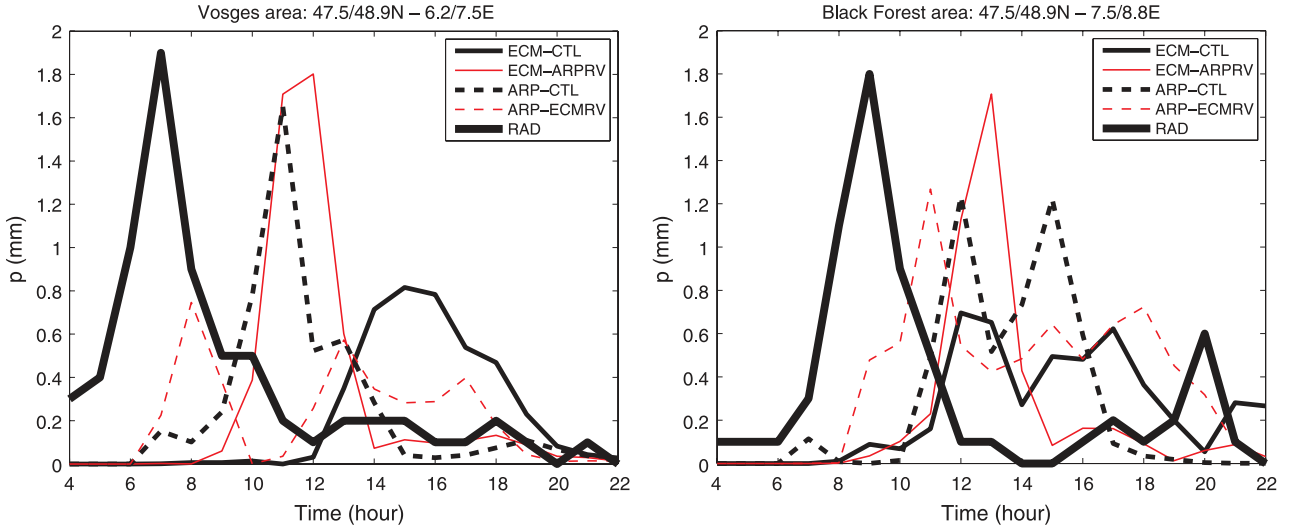 Vosges area: 47.5/48.9N – 6.2/7.5E
2
1.8
1.6
1.4
1.2
1
0.8
0.6
0.4
0.2
0
p (mm)
ECM–CTL
ECM–ARPRV
ARP–CTL
ARP–ECMRV
RAD
4 6 8 10 12 14 16 18 20 22
Time (hour)
Black Forest area: 47.5/48.9N – 7.5/8.8E
2
1.8
1.6
1.4
1.2
1
0.8
0.6
0.4
0.2
0
p (mm)
ECM–CTL
ECM–ARPRV
ARP–CTL
ARP–ECMRV
RAD
4 6 8 10 12 14 16 18 20 22
Time (hour)